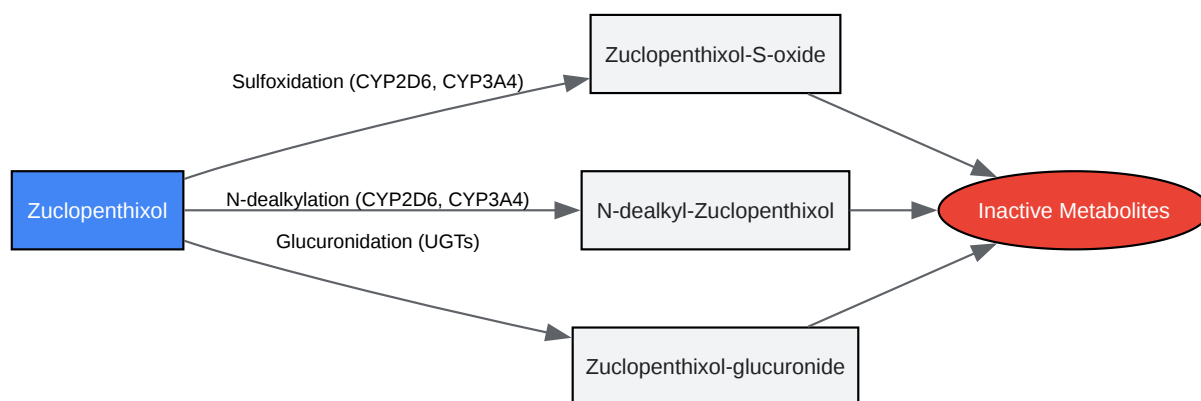 Zuclopenthixol-S-oxide
Sulfoxidation (CYP2D6, CYP3A4)
Zuclopenthixol
N-dealkylation (CYP2D6, CYP3A4)
N-dealkyl-Zuclopenthixol
Inactive Metabolites
Glucuronidation (UGTs)
Zuclopenthixol-glucuronide